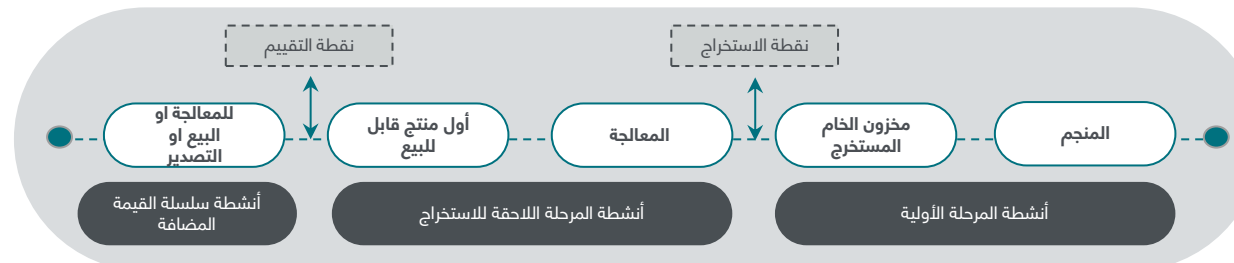 نقطة الاستخراج
نقطة التقييم
المنجم
مخزون الخام
المستخرج
المعالجة
أول منتج قابل
للبيع
للمعالجة او
البيع او
التصدير
أنشطة المرحلة الأولية
أنشطة المرحلة اللاحقة للاستخراج
أنشطة سلسلة القيمة
المضافة